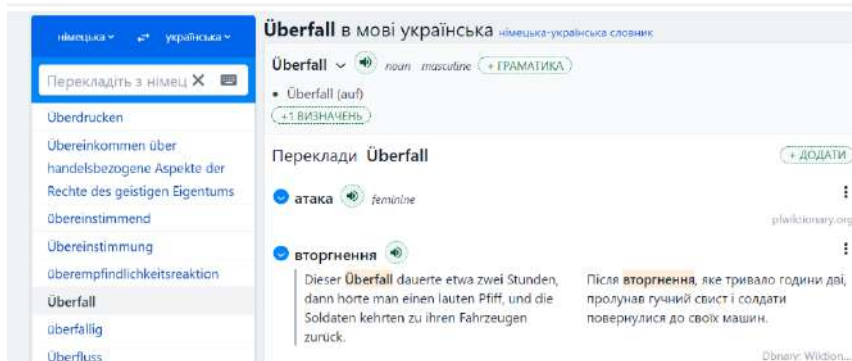 німецька українська
Перекладіть з німец
Überdrucken
Übereinkommen über
handelsbezogene Aspekte der
Rechte des geistigen Eigentums
übereinstimmend
Übereinstimmung
überempfindlichkeitsreaktion
Überfall
überfällig
Überfluss
Überfall в мові українська німецька-українська словник
Überfall noun masculine + ГРАМАТИКА
Überfall (auf)
+1 ВИЗНАЧЕНЬ
Переклади Überfall + ДОДАТИ
атака feminine
plwiktionary.org
вторгнення
Dieser Überfall dauerte etwa zwei Stunden,
dann hörte man einen lauten Pfiff, und die
Soldaten kehrten zu ihren Fahrzeugen
zurück.
Після вторгнення, яке тривало години дві,
пролунав гучний свист і солдати
повернулися до своїх машин.
Dbnary: Wiktion...